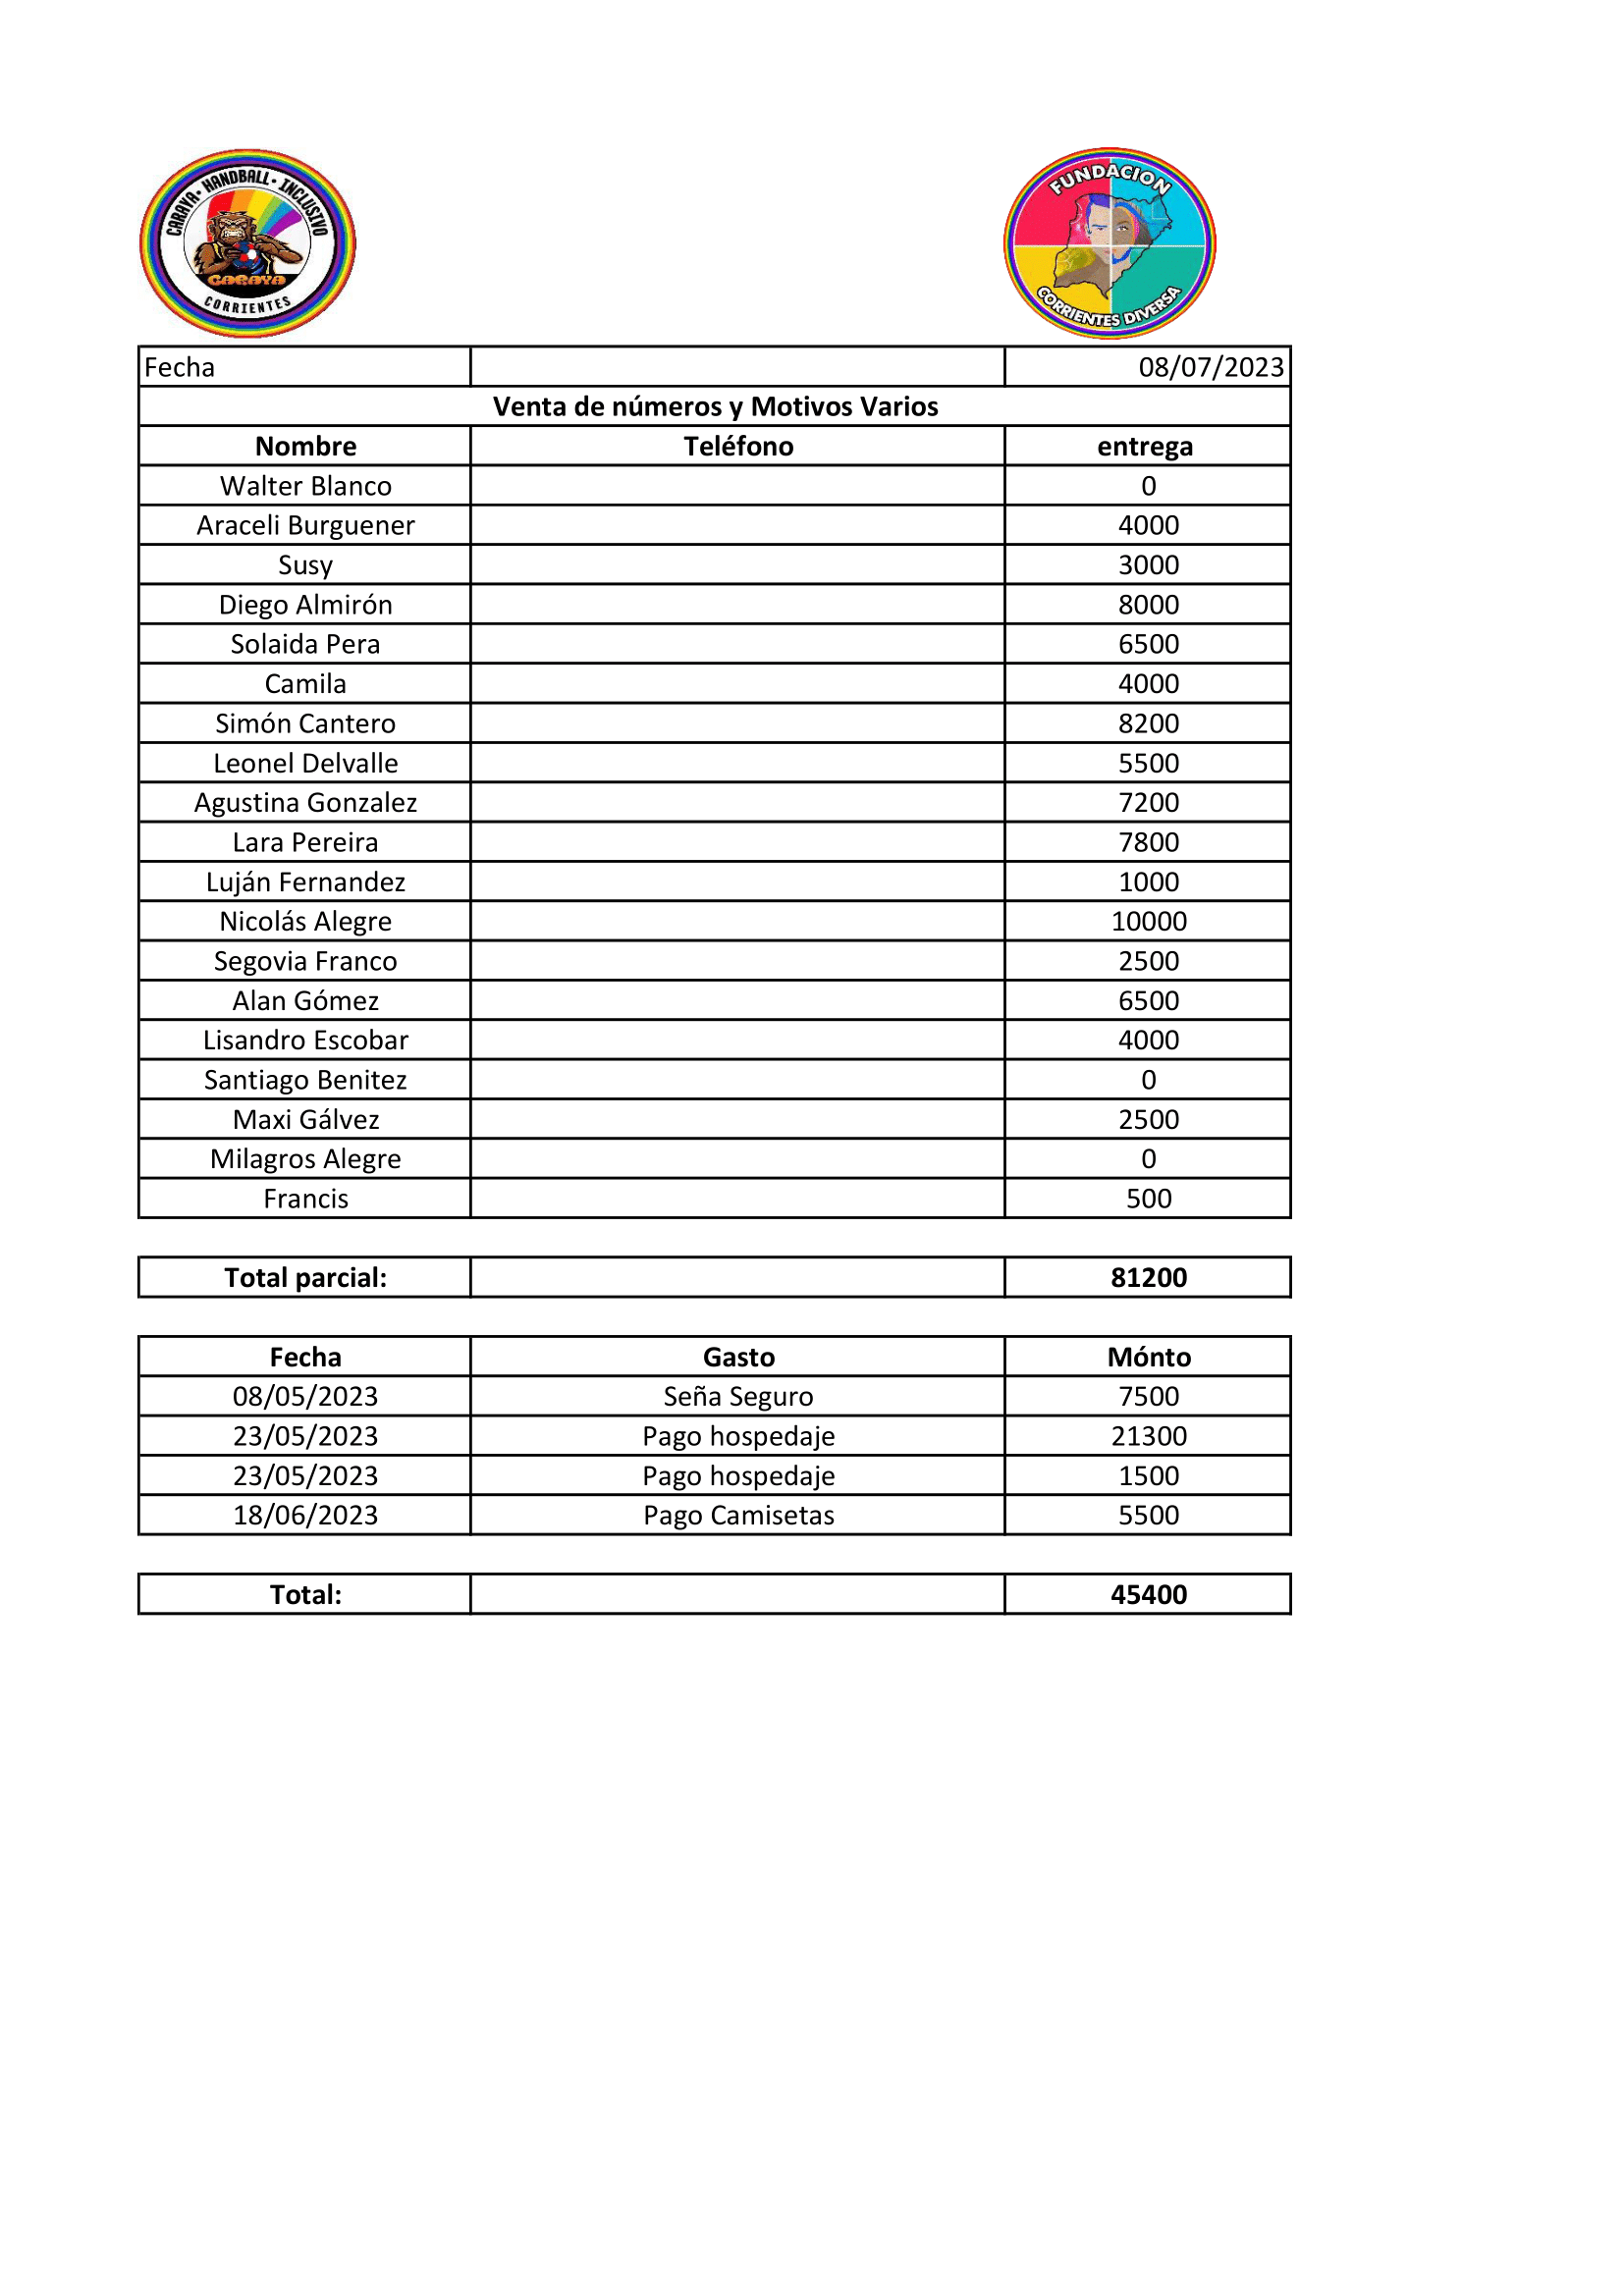 CARAYA • HANDBALL • INCLUSIVO
CARAYA
CORRIENTES
FUNDACION
CORRIENTES DIVERSA
Fecha 08/07/2023
Venta de números y Motivos Varios
Nombre Teléfono entrega
Walter Blanco 0
Araceli Burguener 4000
Susy 3000
Diego Almirón 8000
Solaida Pera 6500
Camila 4000
Simón Cantero 8200
Leonel Delvalle 5500
Agustina Gonzalez 7200
Lara Pereira 7800
Luján Fernandez 1000
Nicolás Alegre 10000
Segovia Franco 2500
Alan Gómez 6500
Lisandro Escobar 4000
Santiago Benitez 0
Maxi Gálvez 2500
Milagros Alegre 0
Francis 500
Total parcial: 81200
Fecha Gasto Mónto
08/05/2023 Seña Seguro 7500
23/05/2023 Pago hospedaje 21300
23/05/2023 Pago hospedaje 1500
18/06/2023 Pago Camisetas 5500
Total: 45400